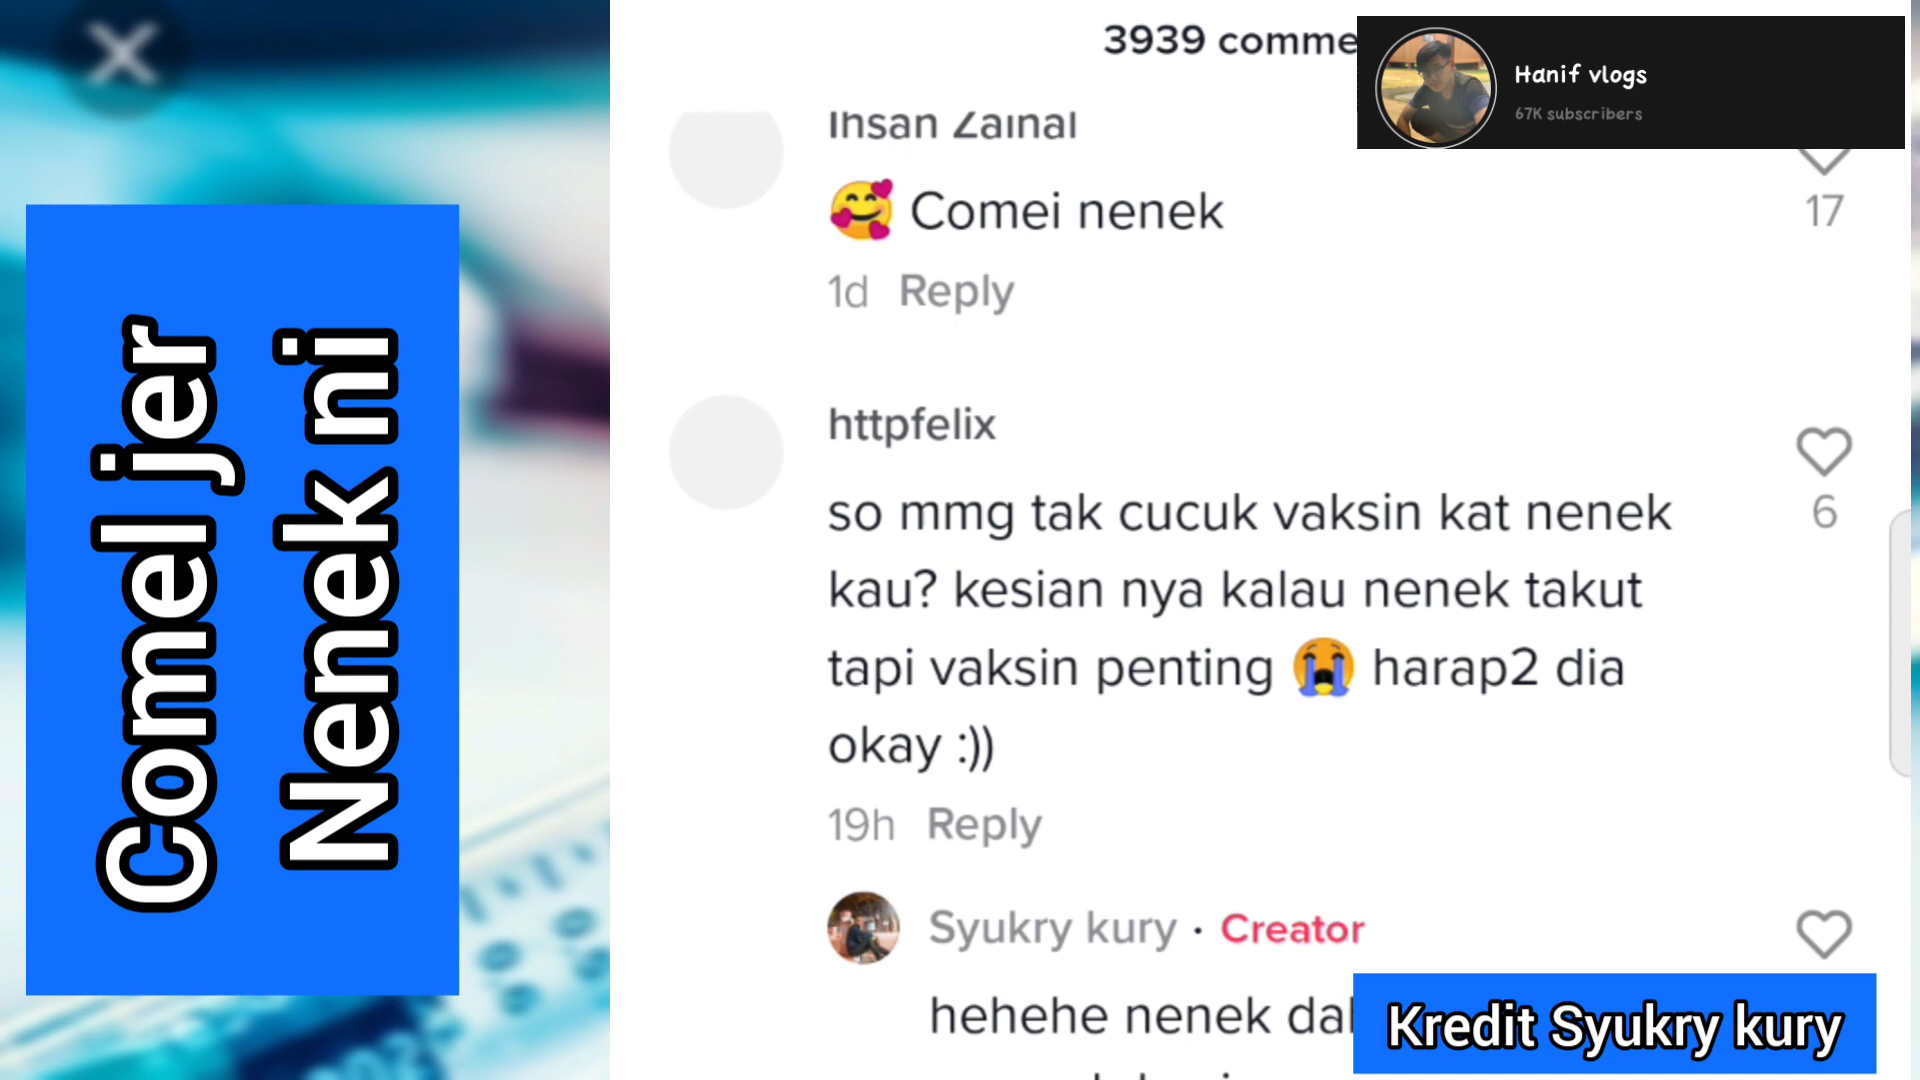 3939 comme
Hanif vlogs
67K subscribers
Ihsan Zainal
🥰 Comei nenek
17
1d Reply
httpfelix
so mmg tak cucuk vaksin kat nenek
kau? kesian nya kalau nenek takut
tapi vaksin penting 😭 harap2 dia
okay :))
6
19h Reply
Syukry kury · Creator
hehehe nenek dal
Kredit Syukry kury
Comel jer
Nenek ni